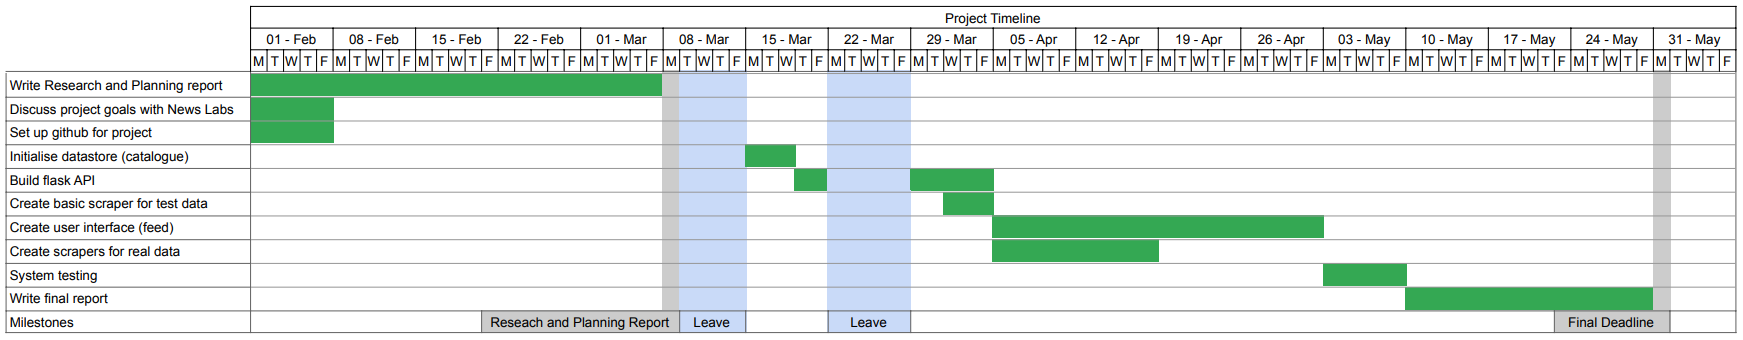 Project Timeline
01 - Feb 08 - Feb 15 - Feb 22 - Feb 01 - Mar 08 - Mar 15 - Mar 22 - Mar 29 - Mar 05 - Apr 12 - Apr 19 - Apr 26 - Apr 03 - May 10 - May 17 - May 24 - May 31 - May
M T W T F M T W T F M T W T F M T W T F M T W T F M T W T F M T W T F M T W T F M T W T F M T W T F M T W T F M T W T F M T W T F M T W T F M T W T F M T W T F M T W T F M T W T F
Write Research and Planning report
Discuss project goals with News Labs
Set up github for project
Initialise datastore (catalogue)
Build flask API
Create basic scraper for test data
Create user interface (feed)
Create scrapers for real data
System testing
Write final report
Milestones Reseach and Planning Report Leave Leave Final Deadline